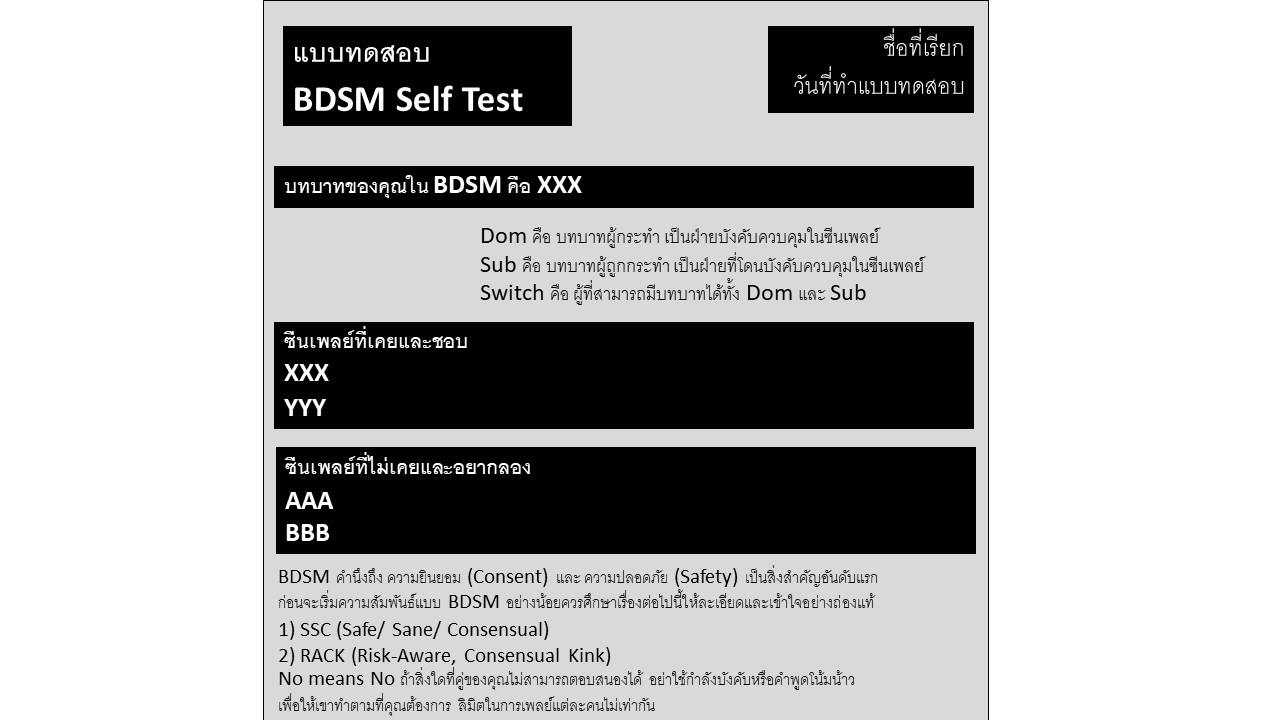 แบบทดสอบ
BDSM Self Test
ชื่อที่เรียก
วันที่ทำแบบทดสอบ
บทบาทของคุณใน BDSM คือ XXX
Dom คือ บทบาทผู้กระทำ เป็นฝ่ายบังคับควบคุมในซีนเพลย์
Sub คือ บทบาทผู้ถูกกระทำ เป็นฝ่ายที่โดนบังคับควบคุมในซีนเพลย์
Switch คือ ผู้ที่สามารถมีบทบาทได้ทั้ง Dom และ Sub
ซีนเพลย์ที่เคยและชอบ
XXX
YYY
ซีนเพลย์ที่ไม่เคยและอยากลอง
AAA
BBB
BDSM คำนึงถึง ความยินยอม (Consent) และ ความปลอดภัย (Safety) เป็นสิ่งสำคัญอันดับแรก
ก่อนจะเริ่มความสัมพันธ์แบบ BDSM อย่างน้อยควรศึกษาเรื่องต่อไปนี้ให้ละเอียดและเข้าใจอย่างถ่องแท้
1) SSC (Safe/ Sane/ Consensual)
2) RACK (Risk-Aware, Consensual Kink)
No means No ถ้าสิ่งใดที่คู่ของคุณไม่สามารถตอบสนองได้ อย่าใช้กำลังบังคับหรือคำพูดโน้มน้าว
เพื่อให้เขาทำตามที่คุณต้องการ ลิมิตในการเพลย์แต่ละคนไม่เท่ากัน